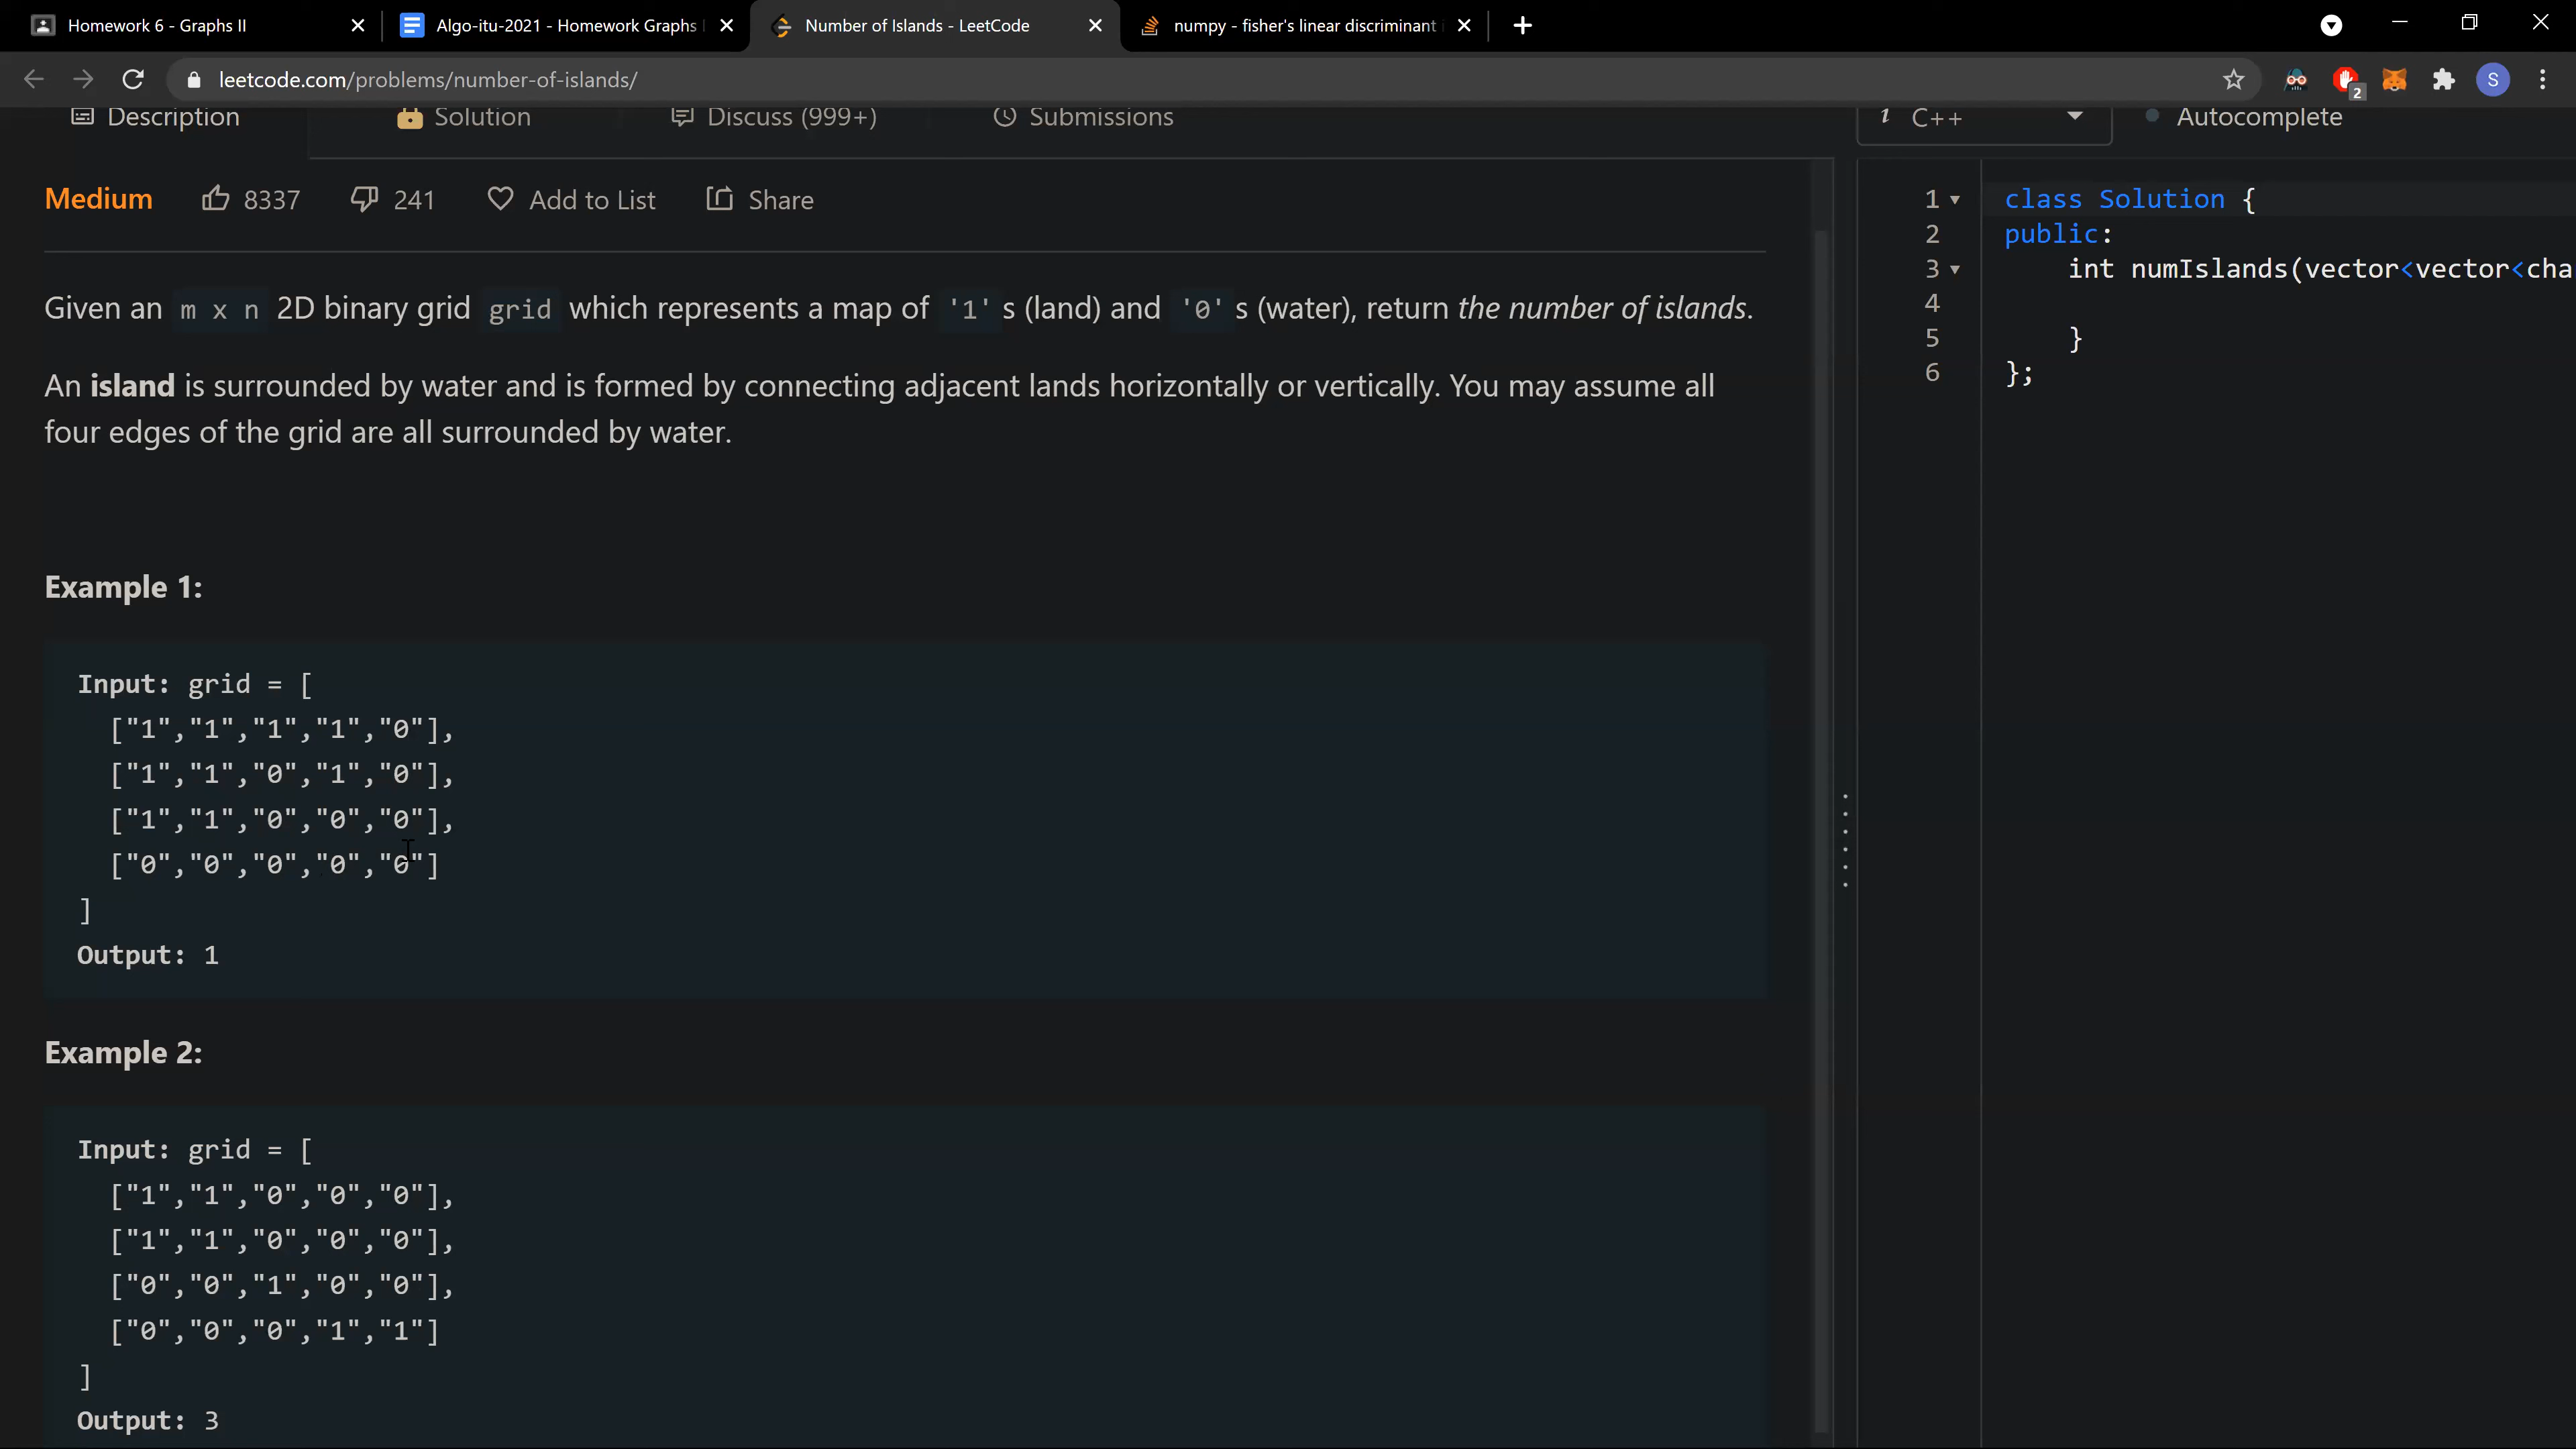 Homework 6 - Graphs II
Algo-itu-2021 - Homework Graphs
Number of Islands - LeetCode
numpy - fisher's linear discriminant
leetcode.com/problems/number-of-islands/
2
S
Description
Solution
Discuss (999+)
Submissions
i C++
Autocomplete
Medium
8337
241
Add to List
Share
Given an m x n 2D binary grid grid which represents a map of '1' s (land) and '0' s (water), return the number of islands.
An island is surrounded by water and is formed by connecting adjacent lands horizontally or vertically. You may assume all
four edges of the grid are all surrounded by water.
Example 1:
Input: grid = [
["1","1","1","1","0"],
["1","1","0","1","0"],
["1","1","0","0","0"],
["0","0","0","0","0"]
]
Output: 1
Example 2:
Input: grid = [
["1","1","0","0","0"],
["1","1","0","0","0"],
["0","0","1","0","0"],
["0","0","0","1","1"]
]
Output: 3
1 class Solution {
2 public:
3 int numIslands(vector<vector<cha
4
5 }
6 };